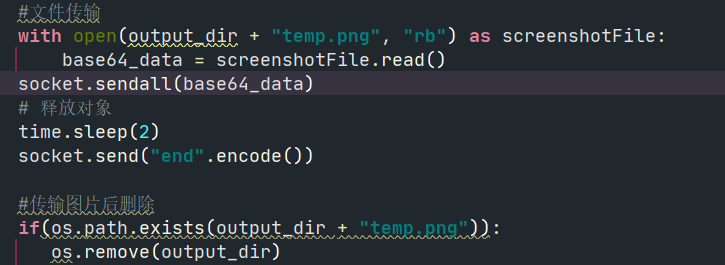 #文件传输
with open(output_dir + "temp.png", "rb") as screenshotFile:
    base64_data = screenshotFile.read()
socket.sendall(base64_data)
# 释放对象
time.sleep(2)
socket.send("end".encode())

#传输图片后删除
if(os.path.exists(output_dir + "temp.png")):
    os.remove(output_dir)